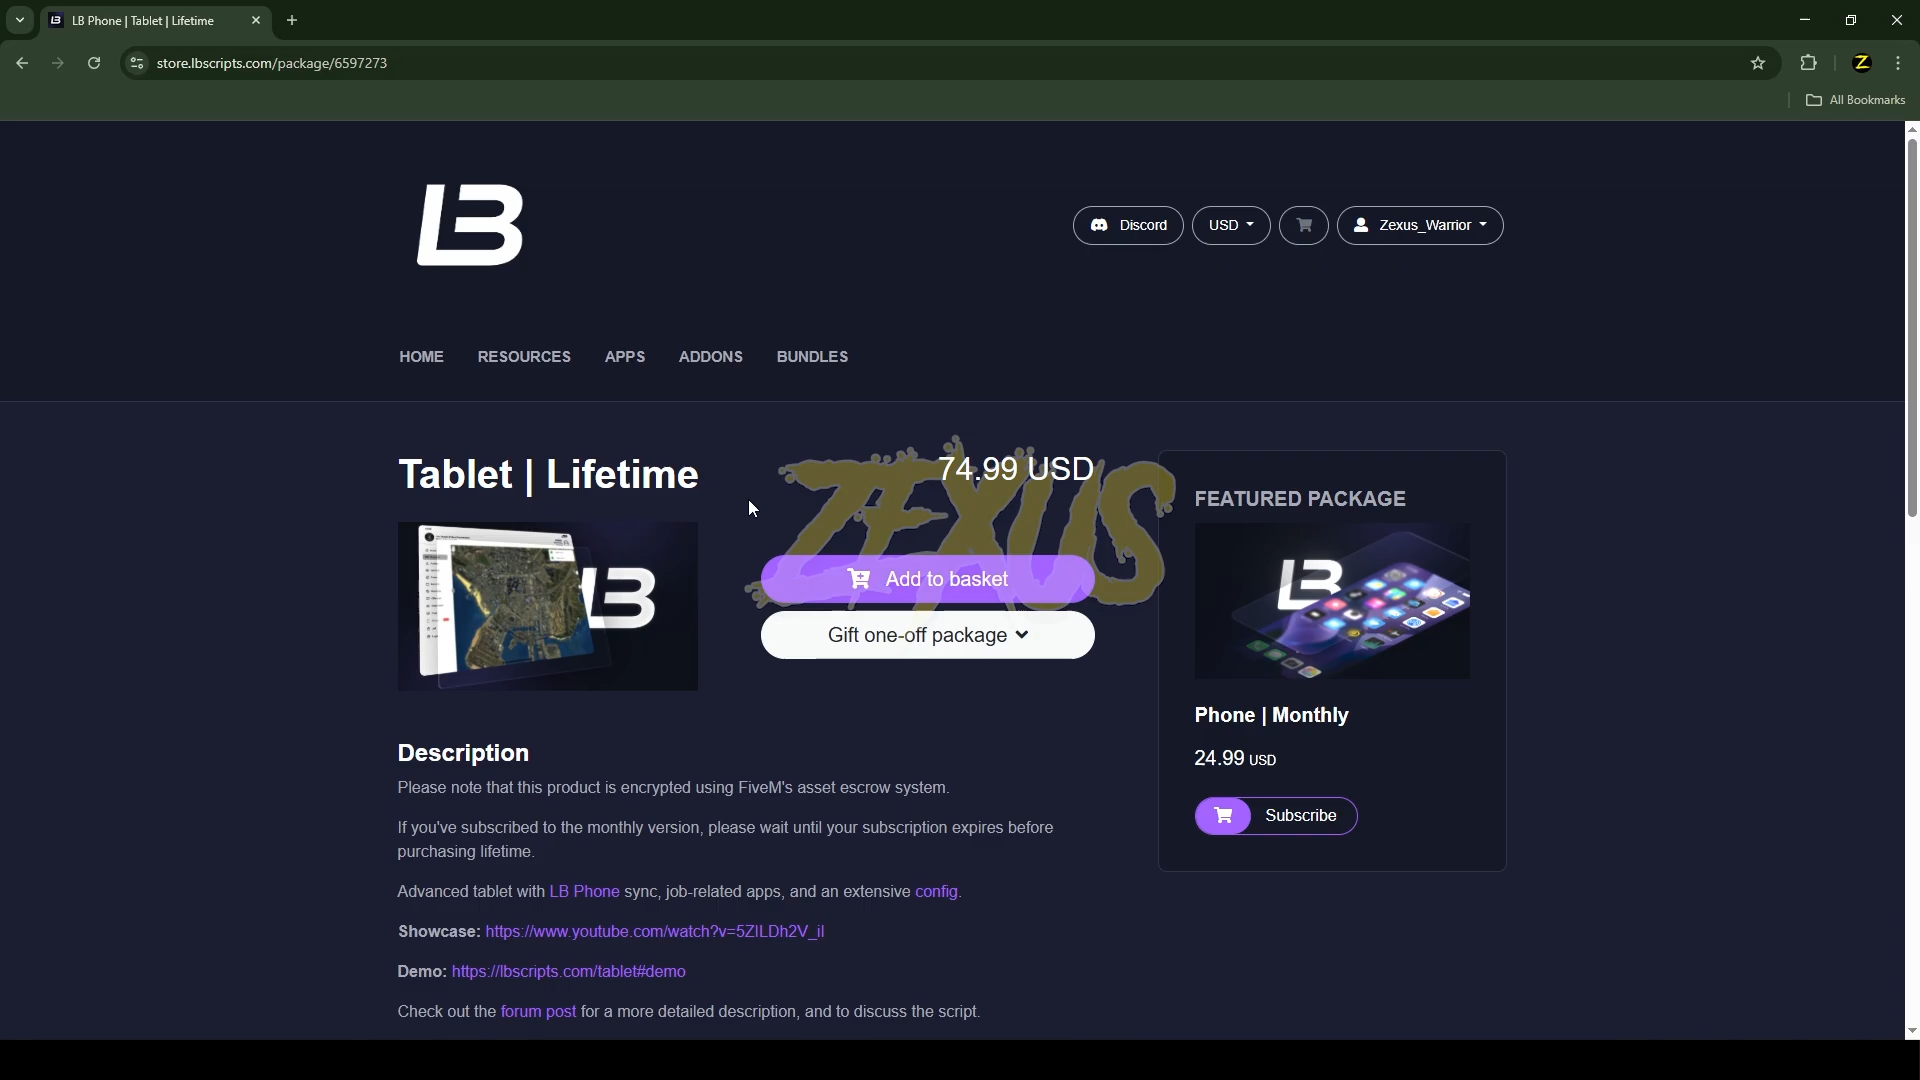 LB Phone | Tablet | Lifetime
store.lbscripts.com/package/6597273
Z
All Bookmarks
LB
Discord
USD
Zexus_Warrior
HOME
RESOURCES
APPS
ADDONS
BUNDLES
Tablet | Lifetime
74.99 USD
ZEXUS
LB
Add to basket
Gift one-off package
Description
Please note that this product is encrypted using FiveM's asset escrow system.
If you've subscribed to the monthly version, please wait until your subscription expires before
purchasing lifetime.
Advanced tablet with LB Phone sync, job-related apps, and an extensive config.
Showcase: https://www.youtube.com/watch?v=5ZILDh2V_iI
Demo: https://lbscripts.com/tablet#demo
Check out the forum post for a more detailed description, and to discuss the script.
FEATURED PACKAGE
LB
Phone | Monthly
24.99 USD
Subscribe